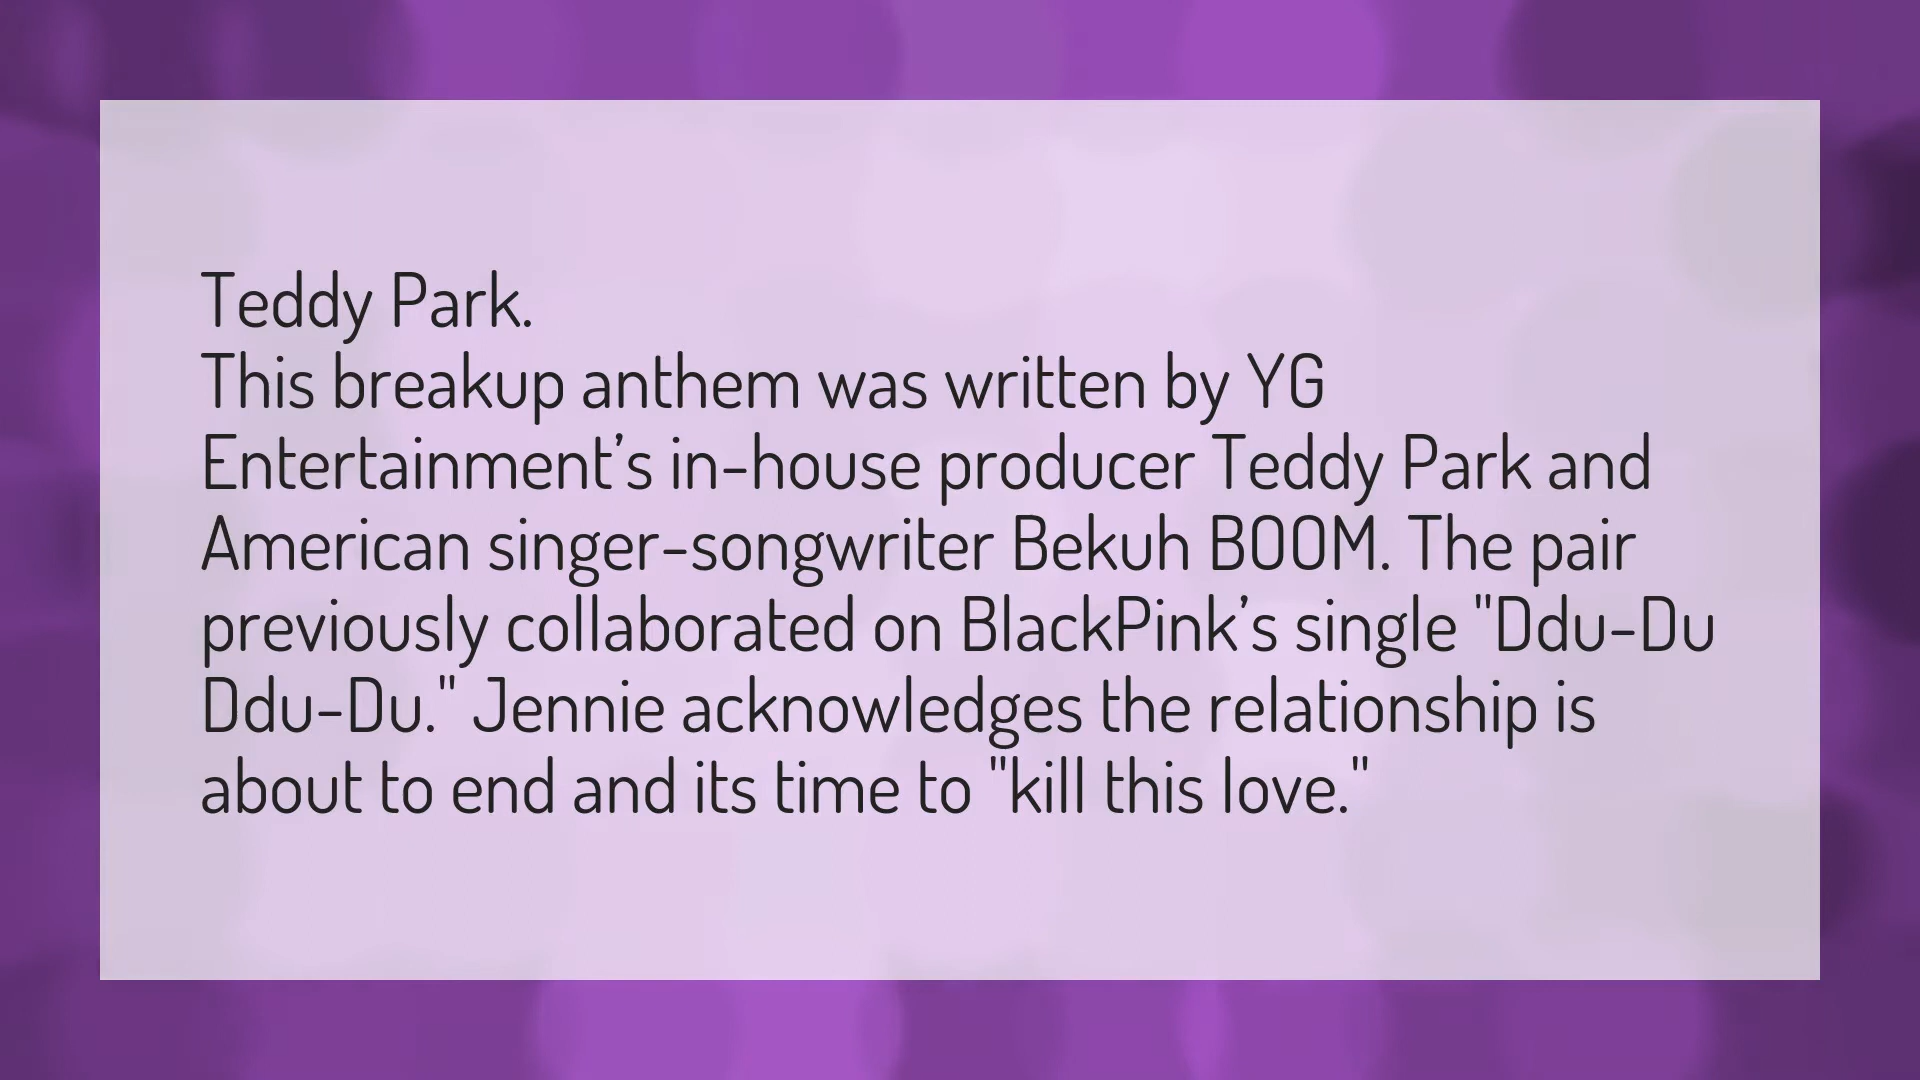 Teddy Park.
This breakup anthem was written by YG
Entertainment’s in-house producer Teddy Park and
American singer-songwriter Bekuh BOOM. The pair
previously collaborated on BlackPink’s single "Ddu-Du
Ddu-Du." Jennie acknowledges the relationship is
about to end and its time to "kill this love."